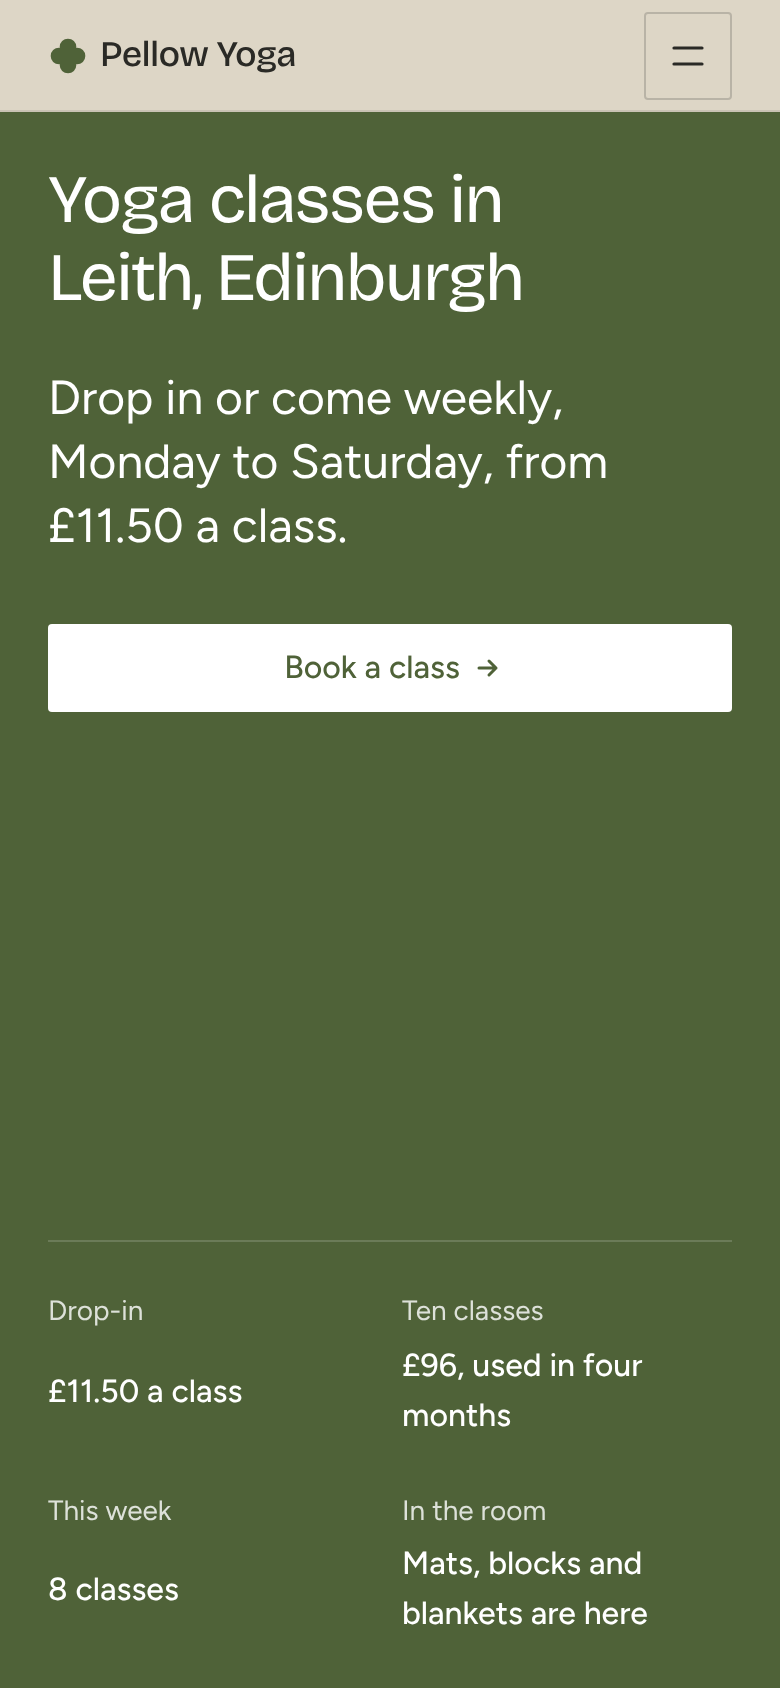 Pellow Yoga
Yoga classes in
Leith, Edinburgh
Drop in or come weekly,
Monday to Saturday, from
£11.50 a class.
Book a class →
Drop-in
£11.50 a class
Ten classes
£96, used in four
months
This week
8 classes
In the room
Mats, blocks and
blankets are here